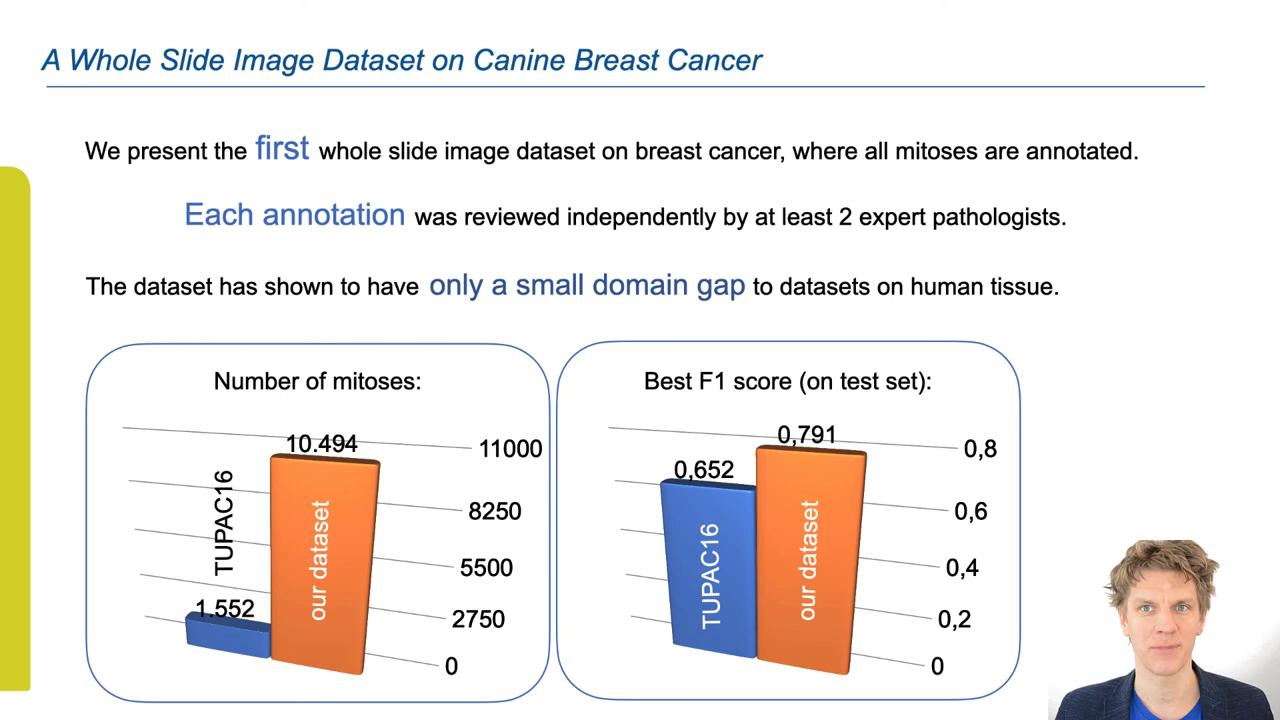 A Whole Slide Image Dataset on Canine Breast Cancer
We present the first whole slide image dataset on breast cancer, where all mitoses are annotated.
Each annotation was reviewed independently by at least 2 expert pathologists.
The dataset has shown to have only a small domain gap to datasets on human tissue.
Number of mitoses:
11000
8250
5500
2750
0
TUPAC16
1.552
10.494
our dataset
Best F1 score (on test set):
0,8
0,6
0,4
0,2
0
0,652
TUPAC16
0,791
our dataset